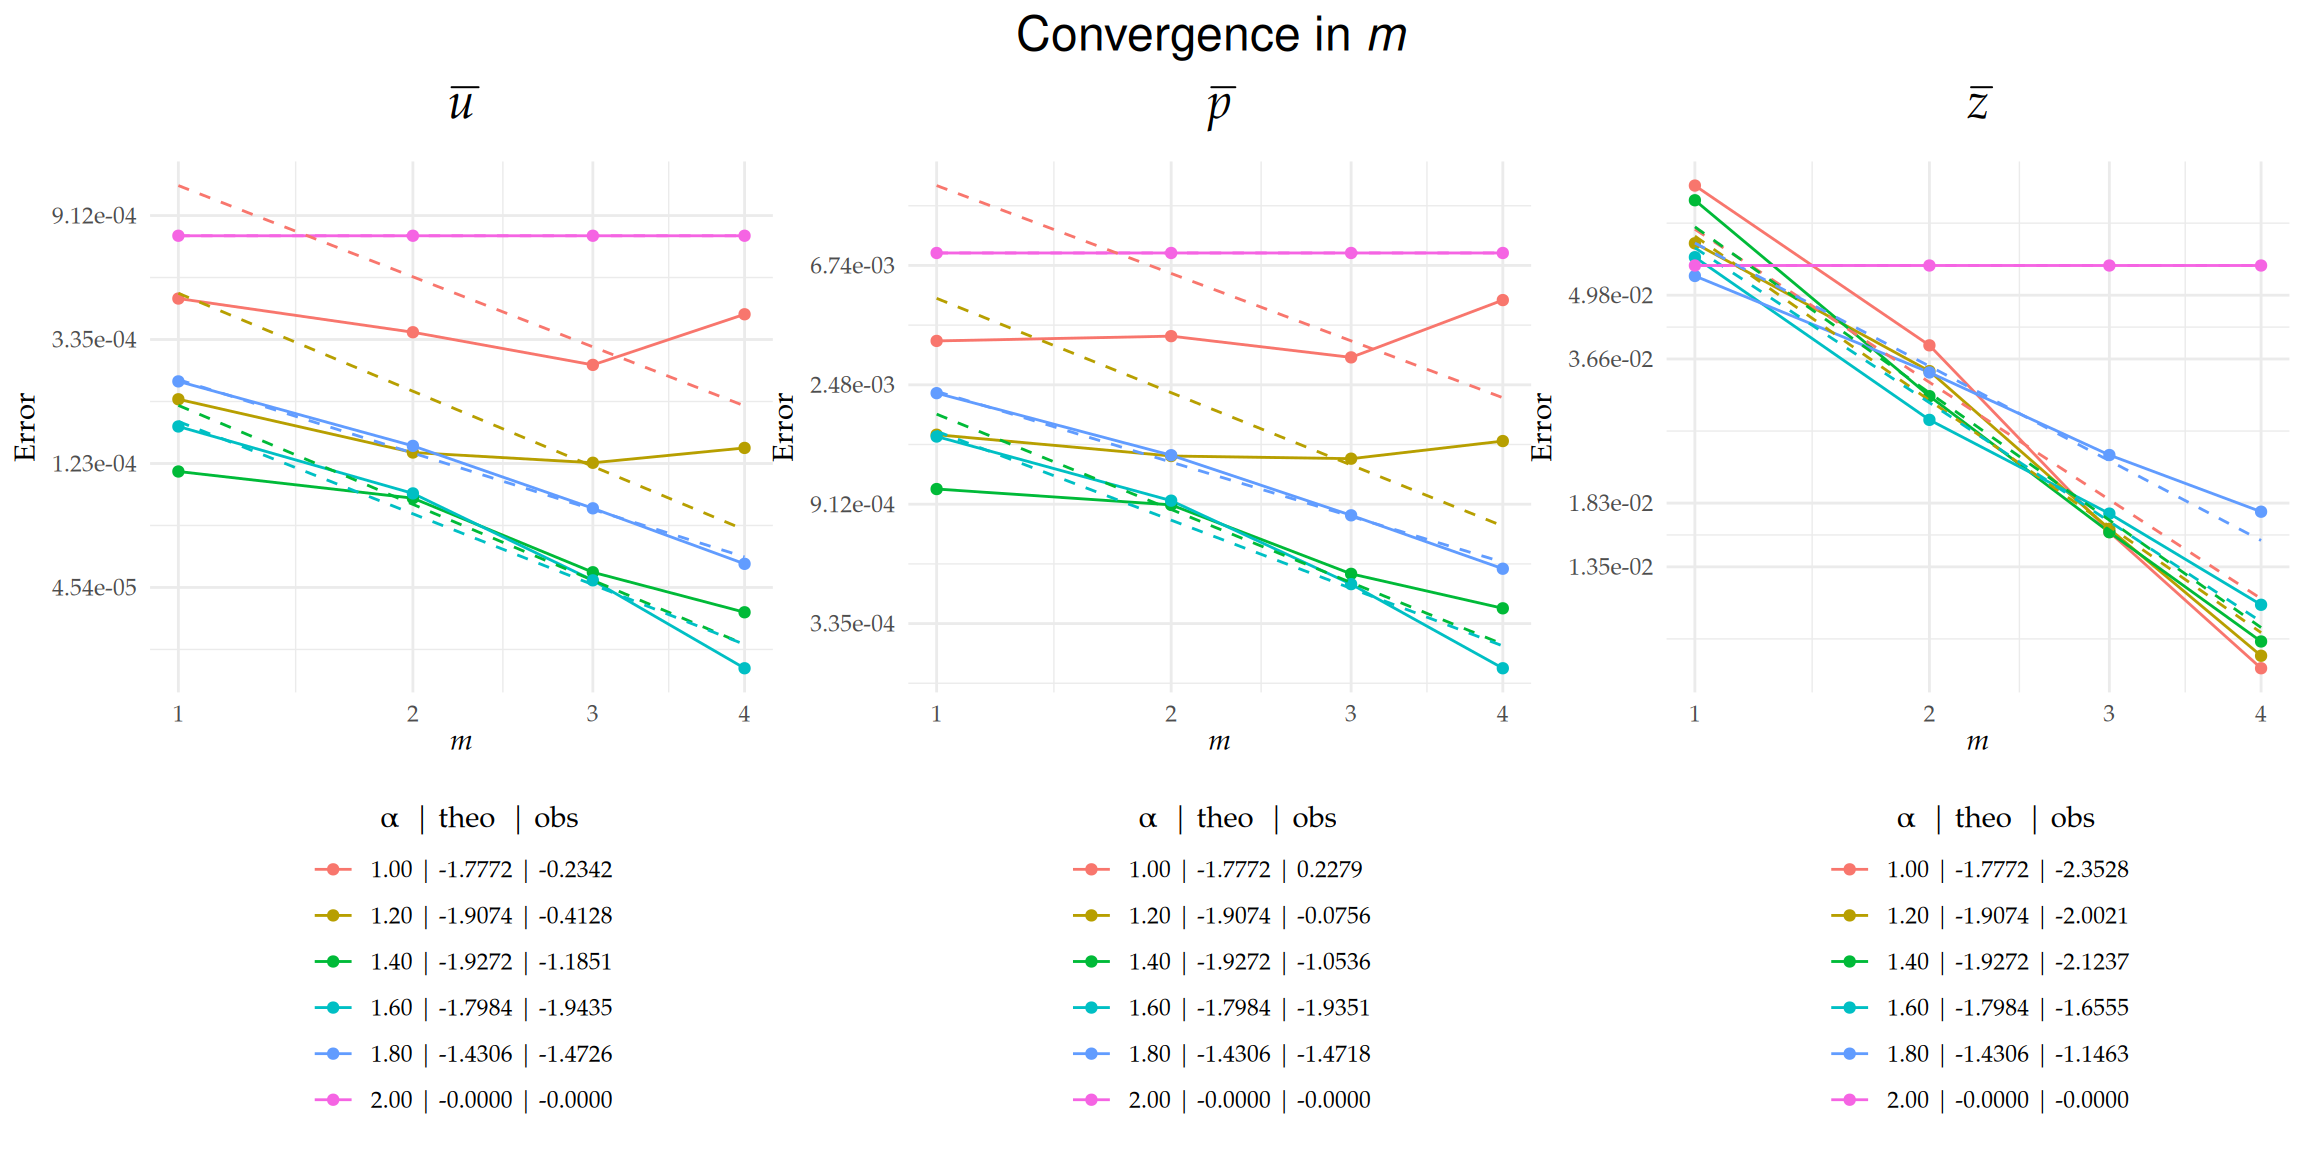 Convergence in m
u̅
p̅
z̅
Error
9.12e-04
3.35e-04
1.23e-04
4.54e-05
1 2 3 4
m
Error
6.74e-03
2.48e-03
9.12e-04
3.35e-04
1 2 3 4
m
Error
4.98e-02
3.66e-02
1.83e-02
1.35e-02
1 2 3 4
m
α | theo | obs
1.00 | -1.7772 | -0.2342
1.20 | -1.9074 | -0.4128
1.40 | -1.9272 | -1.1851
1.60 | -1.7984 | -1.9435
1.80 | -1.4306 | -1.4726
2.00 | -0.0000 | -0.0000
α | theo | obs
1.00 | -1.7772 | 0.2279
1.20 | -1.9074 | -0.0756
1.40 | -1.9272 | -1.0536
1.60 | -1.7984 | -1.9351
1.80 | -1.4306 | -1.4718
2.00 | -0.0000 | -0.0000
α | theo | obs
1.00 | -1.7772 | -2.3528
1.20 | -1.9074 | -2.0021
1.40 | -1.9272 | -2.1237
1.60 | -1.7984 | -1.6555
1.80 | -1.4306 | -1.1463
2.00 | -0.0000 | -0.0000